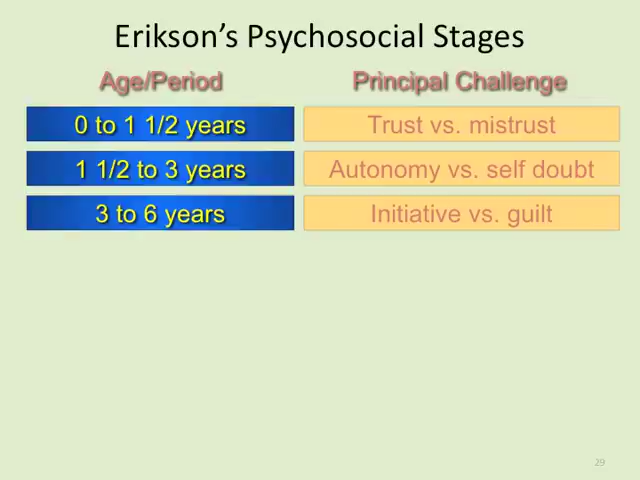 Erikson’s Psychosocial Stages
Age/Period Principal Challenge
0 to 1 1/2 years Trust vs. mistrust
1 1/2 to 3 years Autonomy vs. self doubt
3 to 6 years Initiative vs. guilt
29